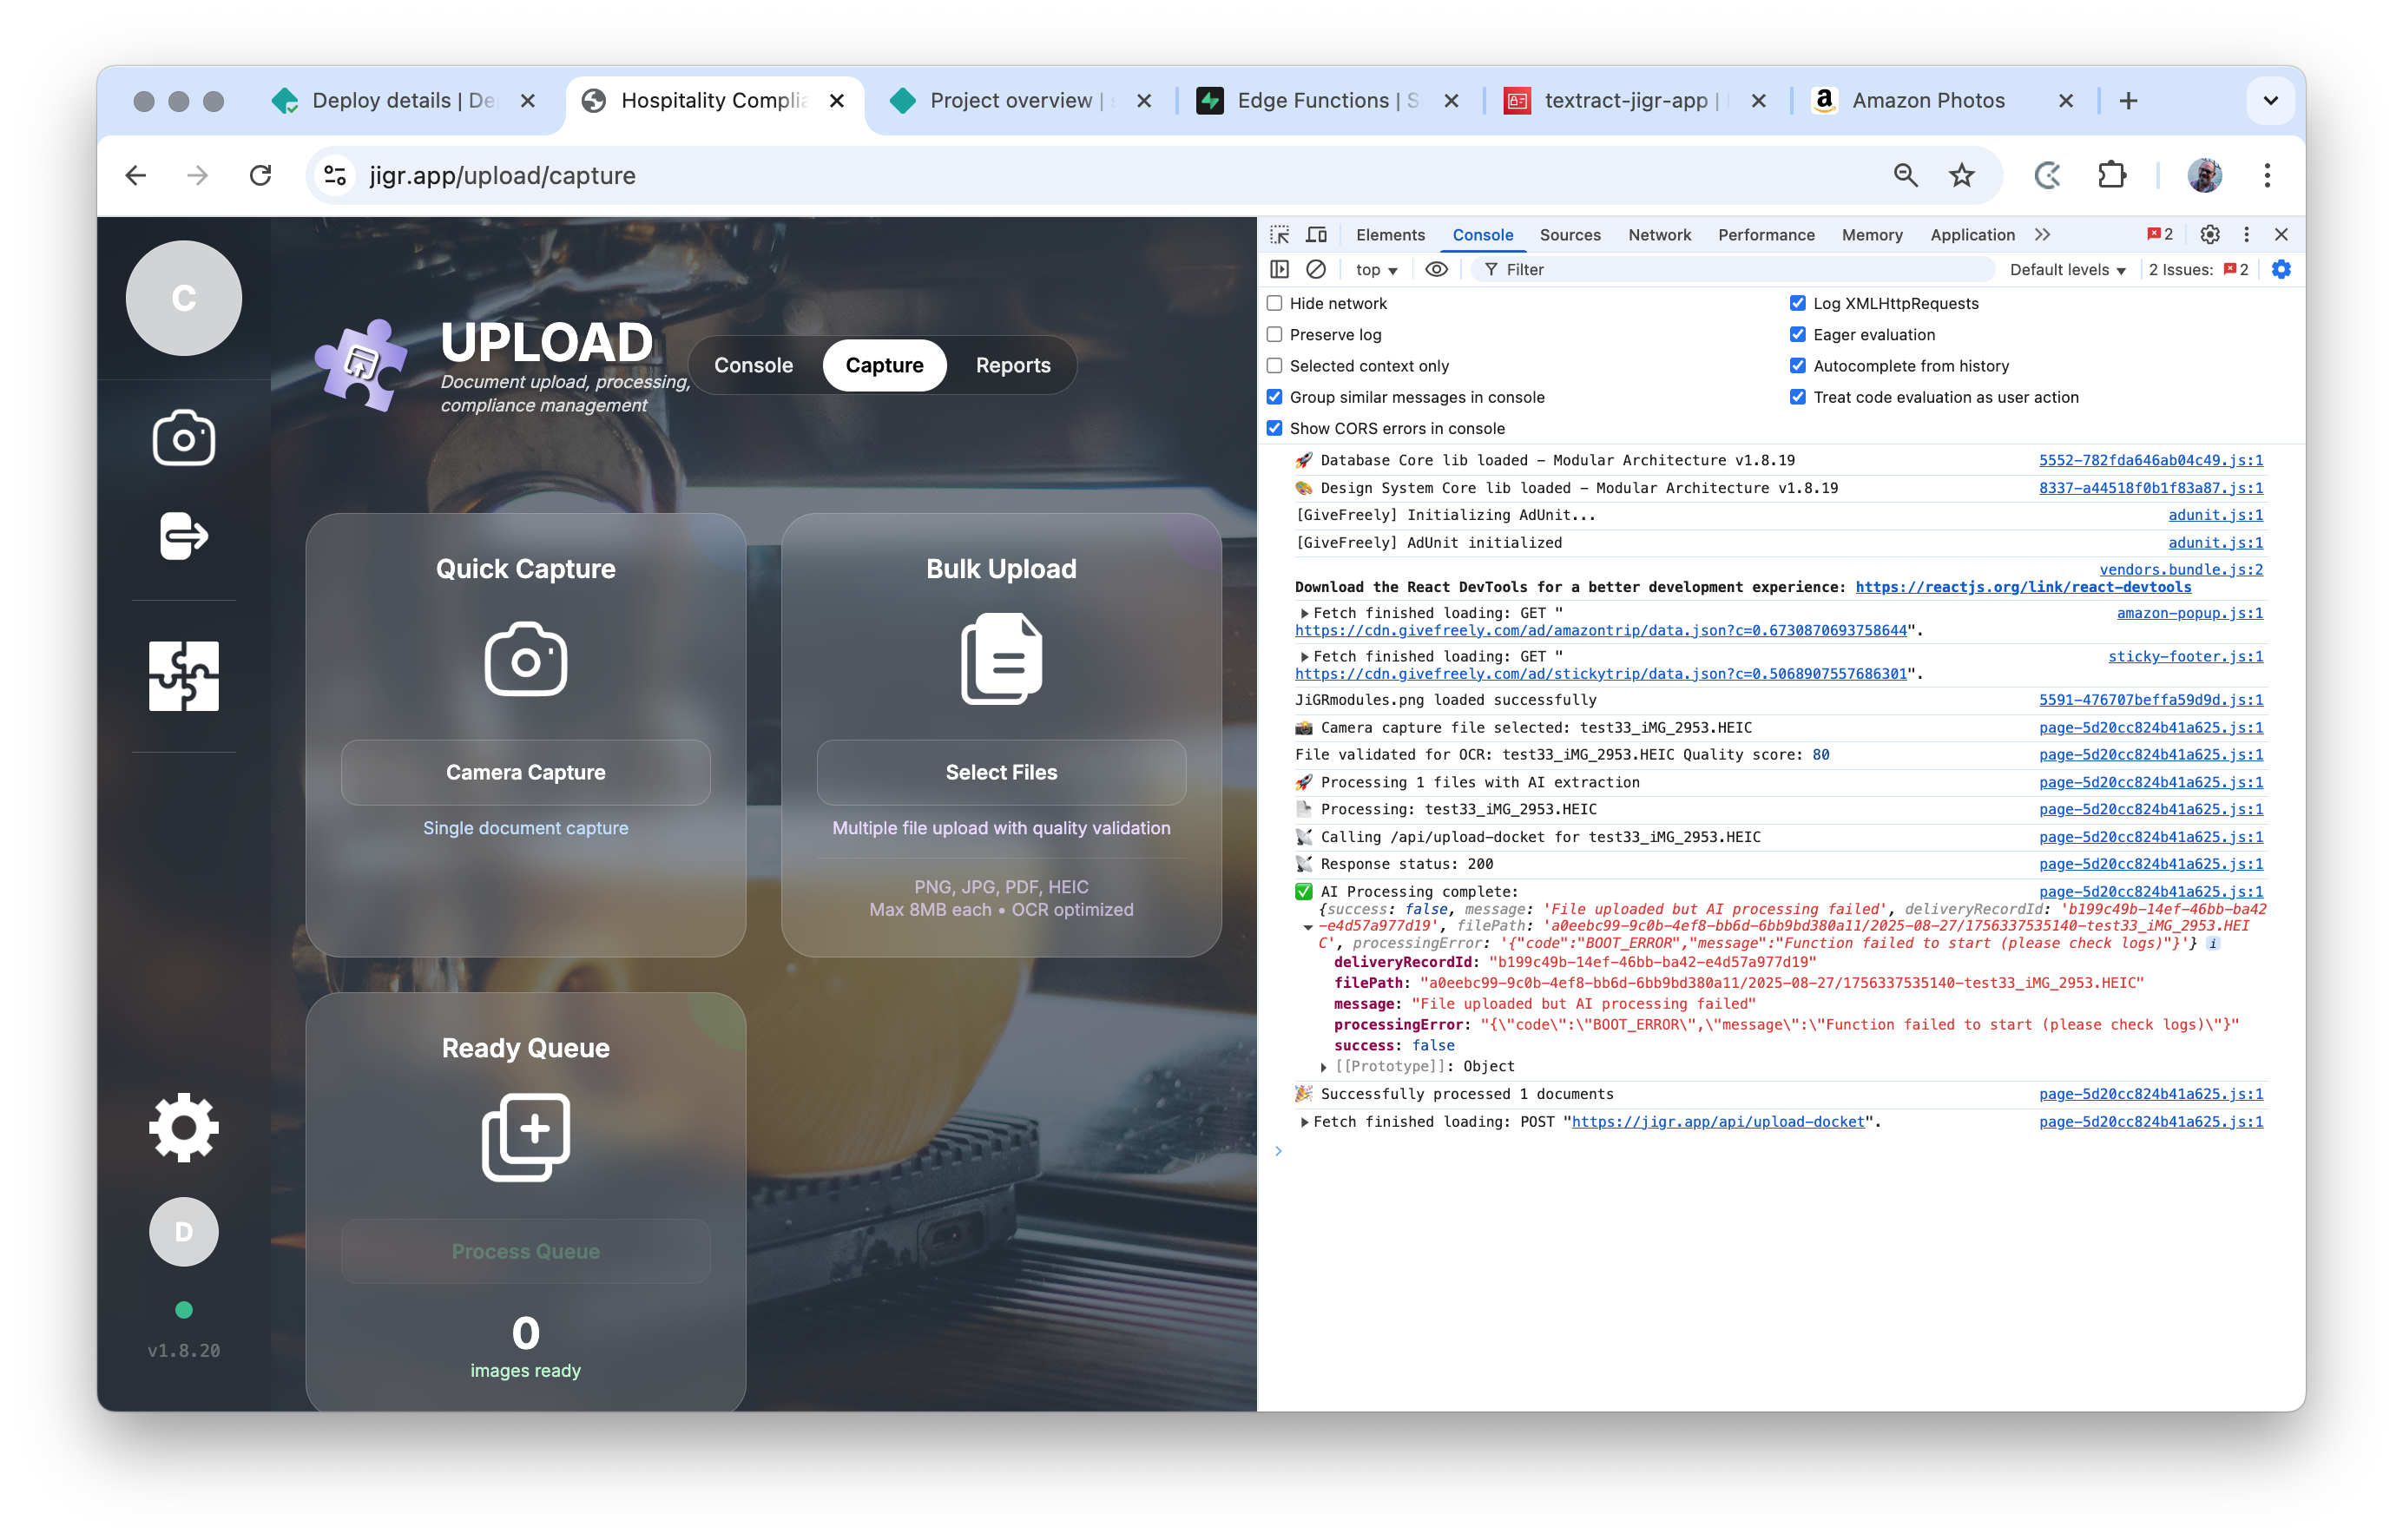 Deploy details | De
Hospitality Complia
Project overview |
Edge Functions | S
textract-jigr-app |
Amazon Photos
jigr.app/upload/capture
C
UPLOAD
Document upload, processing,
compliance management
Console
Capture
Reports
Quick Capture
Camera Capture
Single document capture
Bulk Upload
Select Files
Multiple file upload with quality validation
PNG, JPG, PDF, HEIC
Max 8MB each • OCR optimized
Ready Queue
Process Queue
0
images ready
D
v1.8.20
Elements
Console
Sources
Network
Performance
Memory
Application
2
top
Filter
Default levels
2 Issues: 2
Hide network
Log XMLHttpRequests
Preserve log
Eager evaluation
Selected context only
Autocomplete from history
Group similar messages in console
Treat code evaluation as user action
Show CORS errors in console
🚀 Database Core lib loaded – Modular Architecture v1.8.19 5552-782fda646ab04c49.js:1
🎨 Design System Core lib loaded – Modular Architecture v1.8.19 8337-a44518f0b1f83a87.js:1
[GiveFreely] Initializing AdUnit... adunit.js:1
[GiveFreely] AdUnit initialized adunit.js:1
vendors.bundle.js:2
Download the React DevTools for a better development experience: https://reactjs.org/link/react-devtools
Fetch finished loading: GET " amazon-popup.js:1
https://cdn.givefreely.com/ad/amazontrip/data.json?c=0.6730870693758644".
Fetch finished loading: GET " sticky-footer.js:1
https://cdn.givefreely.com/ad/stickytrip/data.json?c=0.5068907557686301".
JiGRmodules.png loaded successfully 5591-476707beffa59d9d.js:1
📸 Camera capture file selected: test33_iMG_2953.HEIC page-5d20cc824b41a625.js:1
File validated for OCR: test33_iMG_2953.HEIC Quality score: 80 page-5d20cc824b41a625.js:1
🚀 Processing 1 files with AI extraction page-5d20cc824b41a625.js:1
📄 Processing: test33_iMG_2953.HEIC page-5d20cc824b41a625.js:1
📡 Calling /api/upload-docket for test33_iMG_2953.HEIC page-5d20cc824b41a625.js:1
📡 Response status: 200 page-5d20cc824b41a625.js:1
✅ AI Processing complete: page-5d20cc824b41a625.js:1
{success: false, message: 'File uploaded but AI processing failed', deliveryRecordId: 'b199c49b-14ef-46bb-ba42
-e4d57a977d19', filePath: 'a0eebc99-9c0b-4ef8-bb6d-6bb9bd380a11/2025-08-27/1756337535140-test33_iMG_2953.HEI
C', processingError: '{"code":"BOOT_ERROR","message":"Function failed to start (please check logs)"}'} i
deliveryRecordId: "b199c49b-14ef-46bb-ba42-e4d57a977d19"
filePath: "a0eebc99-9c0b-4ef8-bb6d-6bb9bd380a11/2025-08-27/1756337535140-test33_iMG_2953.HEIC"
message: "File uploaded but AI processing failed"
processingError: "{\"code\":\"BOOT_ERROR\",\"message\":\"Function failed to start (please check logs)\"}"
success: false
[[Prototype]]: Object
🎉 Successfully processed 1 documents page-5d20cc824b41a625.js:1
Fetch finished loading: POST "https://jigr.app/api/upload-docket". page-5d20cc824b41a625.js:1